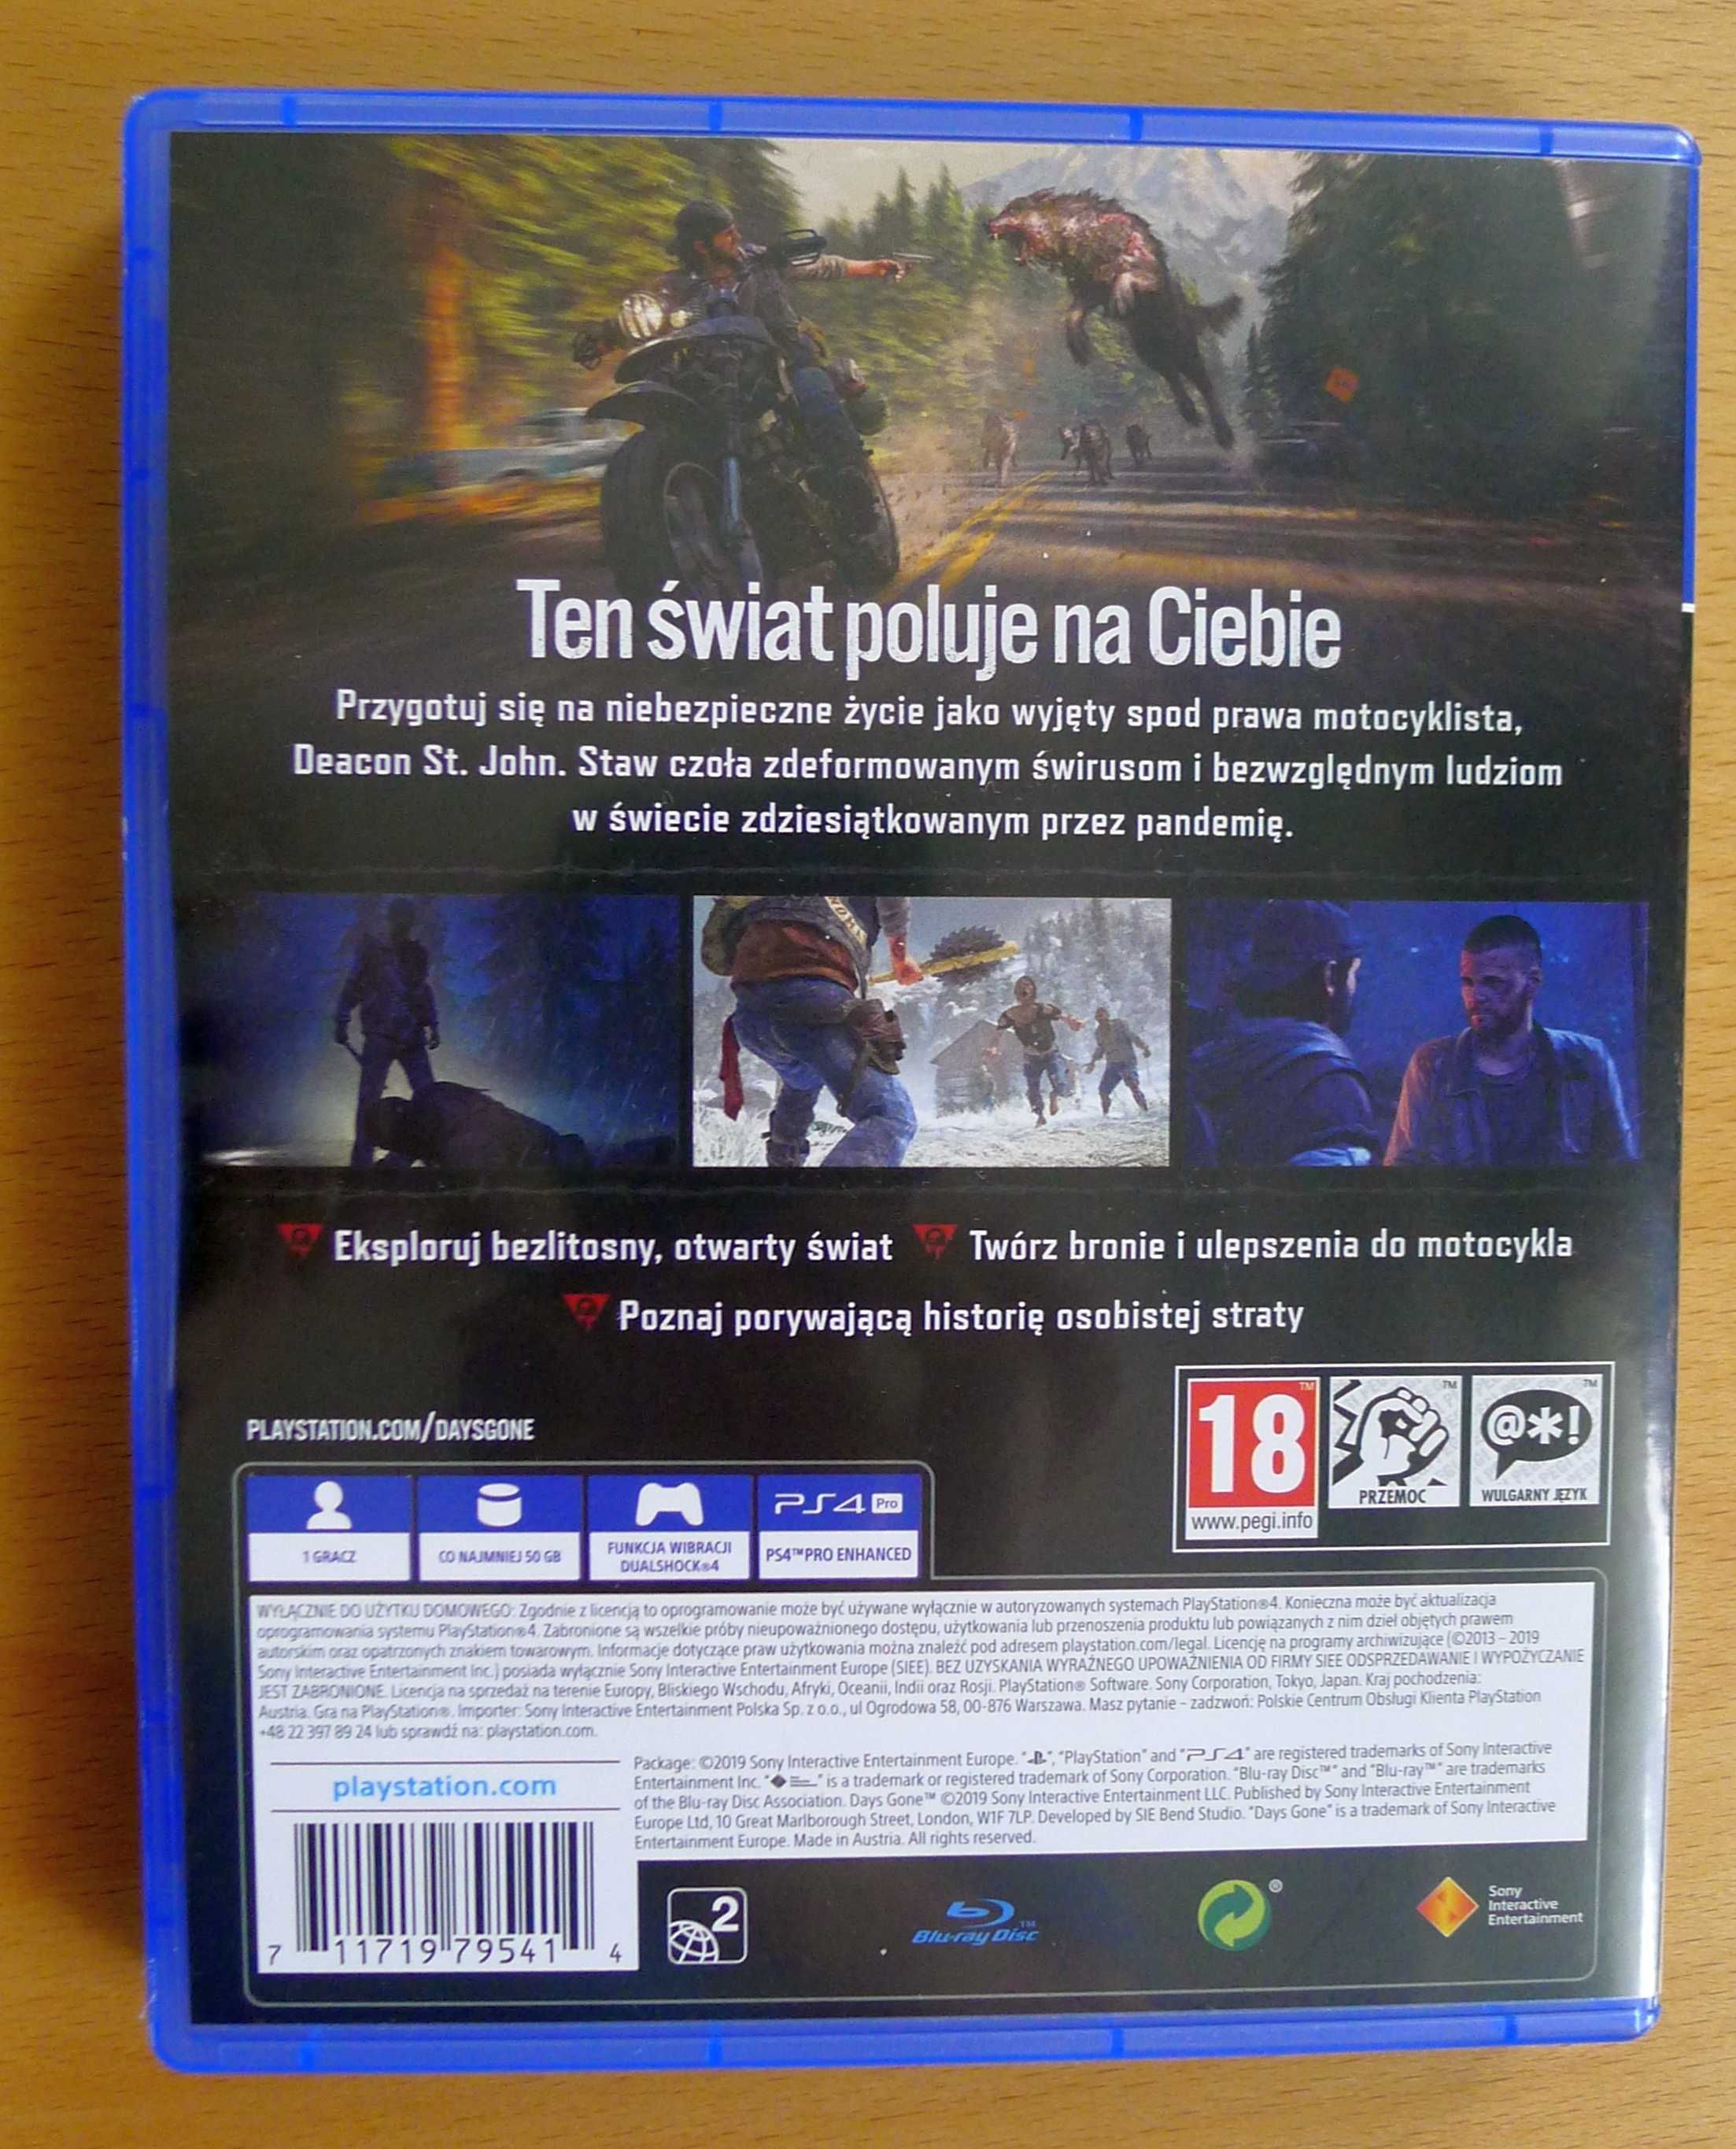 Ten świat poluje na Ciebie
Przygotuj się na niebezpieczne życie jako wyjęty spod prawa motocyklista,
Deacon St. John. Staw czoła zdeformowanym świrusom i bezwzględnym ludziom
w świecie zdziesiątkowanym przez pandemię.
Eksploruj bezlitosny, otwarty świat Twórz bronie i ulepszenia do motocykla
Poznaj porywającą historię osobistej straty
PLAYSTATION.COM/DAYSGONE
1 GRACZ
CO NAJMNIEJ 50 GB
FUNKCJA WIBRACJI
DUALSHOCK®4
PS4 Pro
PS4™ PRO ENHANCED
18™
www.pegi.info
™
PRZEMOC
@*!™
WULGARNY JĘZYK
WYŁĄCZNIE DO UŻYTKU DOMOWEGO: Zgodnie z licencją to oprogramowanie może być używane wyłącznie w autoryzowanych systemach PlayStation®4. Konieczna może być aktualizacja
oprogramowania systemu PlayStation®4. Zabronione są wszelkie próby nieupoważnionego dostępu, użytkowania lub przenoszenia produktu lub powiązanych z nim dzieł objętych prawem
autorskim oraz opatrzonych znakiem towarowym. Informacje dotyczące praw użytkowania można znaleźć pod adresem playstation.com/legal. Licencję na programy archiwizujące (©2013 – 2019
Sony Interactive Entertainment Inc.) posiada wyłącznie Sony Interactive Entertainment Europe (SIEE). BEZ UZYSKANIA WYRAŹNEGO UPOWAŻNIENIA OD FIRMY SIEE ODSPRZEDAWANIE I WYPOŻYCZANIE
JEST ZABRONIONE. Licencja na sprzedaż na terenie Europy, Bliskiego Wschodu, Afryki, Oceanii, Indii oraz Rosji. PlayStation® Software. Sony Corporation, Tokyo, Japan. Kraj pochodzenia:
Austria. Gra na PlayStation®. Importer: Sony Interactive Entertainment Polska Sp. z o.o., ul Ogrodowa 58, 00-876 Warszawa. Masz pytanie – zadzwoń: Polskie Centrum Obsługi Klienta PlayStation
+48 22 397 89 24 lub sprawdź na: playstation.com.
playstation.com
Package: ©2019 Sony Interactive Entertainment Europe. "", "PlayStation" and "PS4" are registered trademarks of Sony Interactive
Entertainment Inc. "" is a trademark or registered trademark of Sony Corporation. "Blu-ray Disc™" and "Blu-ray™" are trademarks
of the Blu-ray Disc Association. Days Gone™ ©2019 Sony Interactive Entertainment LLC. Published by Sony Interactive Entertainment
Europe Ltd, 10 Great Marlborough Street, London, W1F 7LP. Developed by SIE Bend Studio. "Days Gone" is a trademark of Sony Interactive
Entertainment Europe. Made in Austria. All rights reserved.
7 11719 79541 4
2
Blu-ray Disc™
®
Sony
Interactive
Entertainment